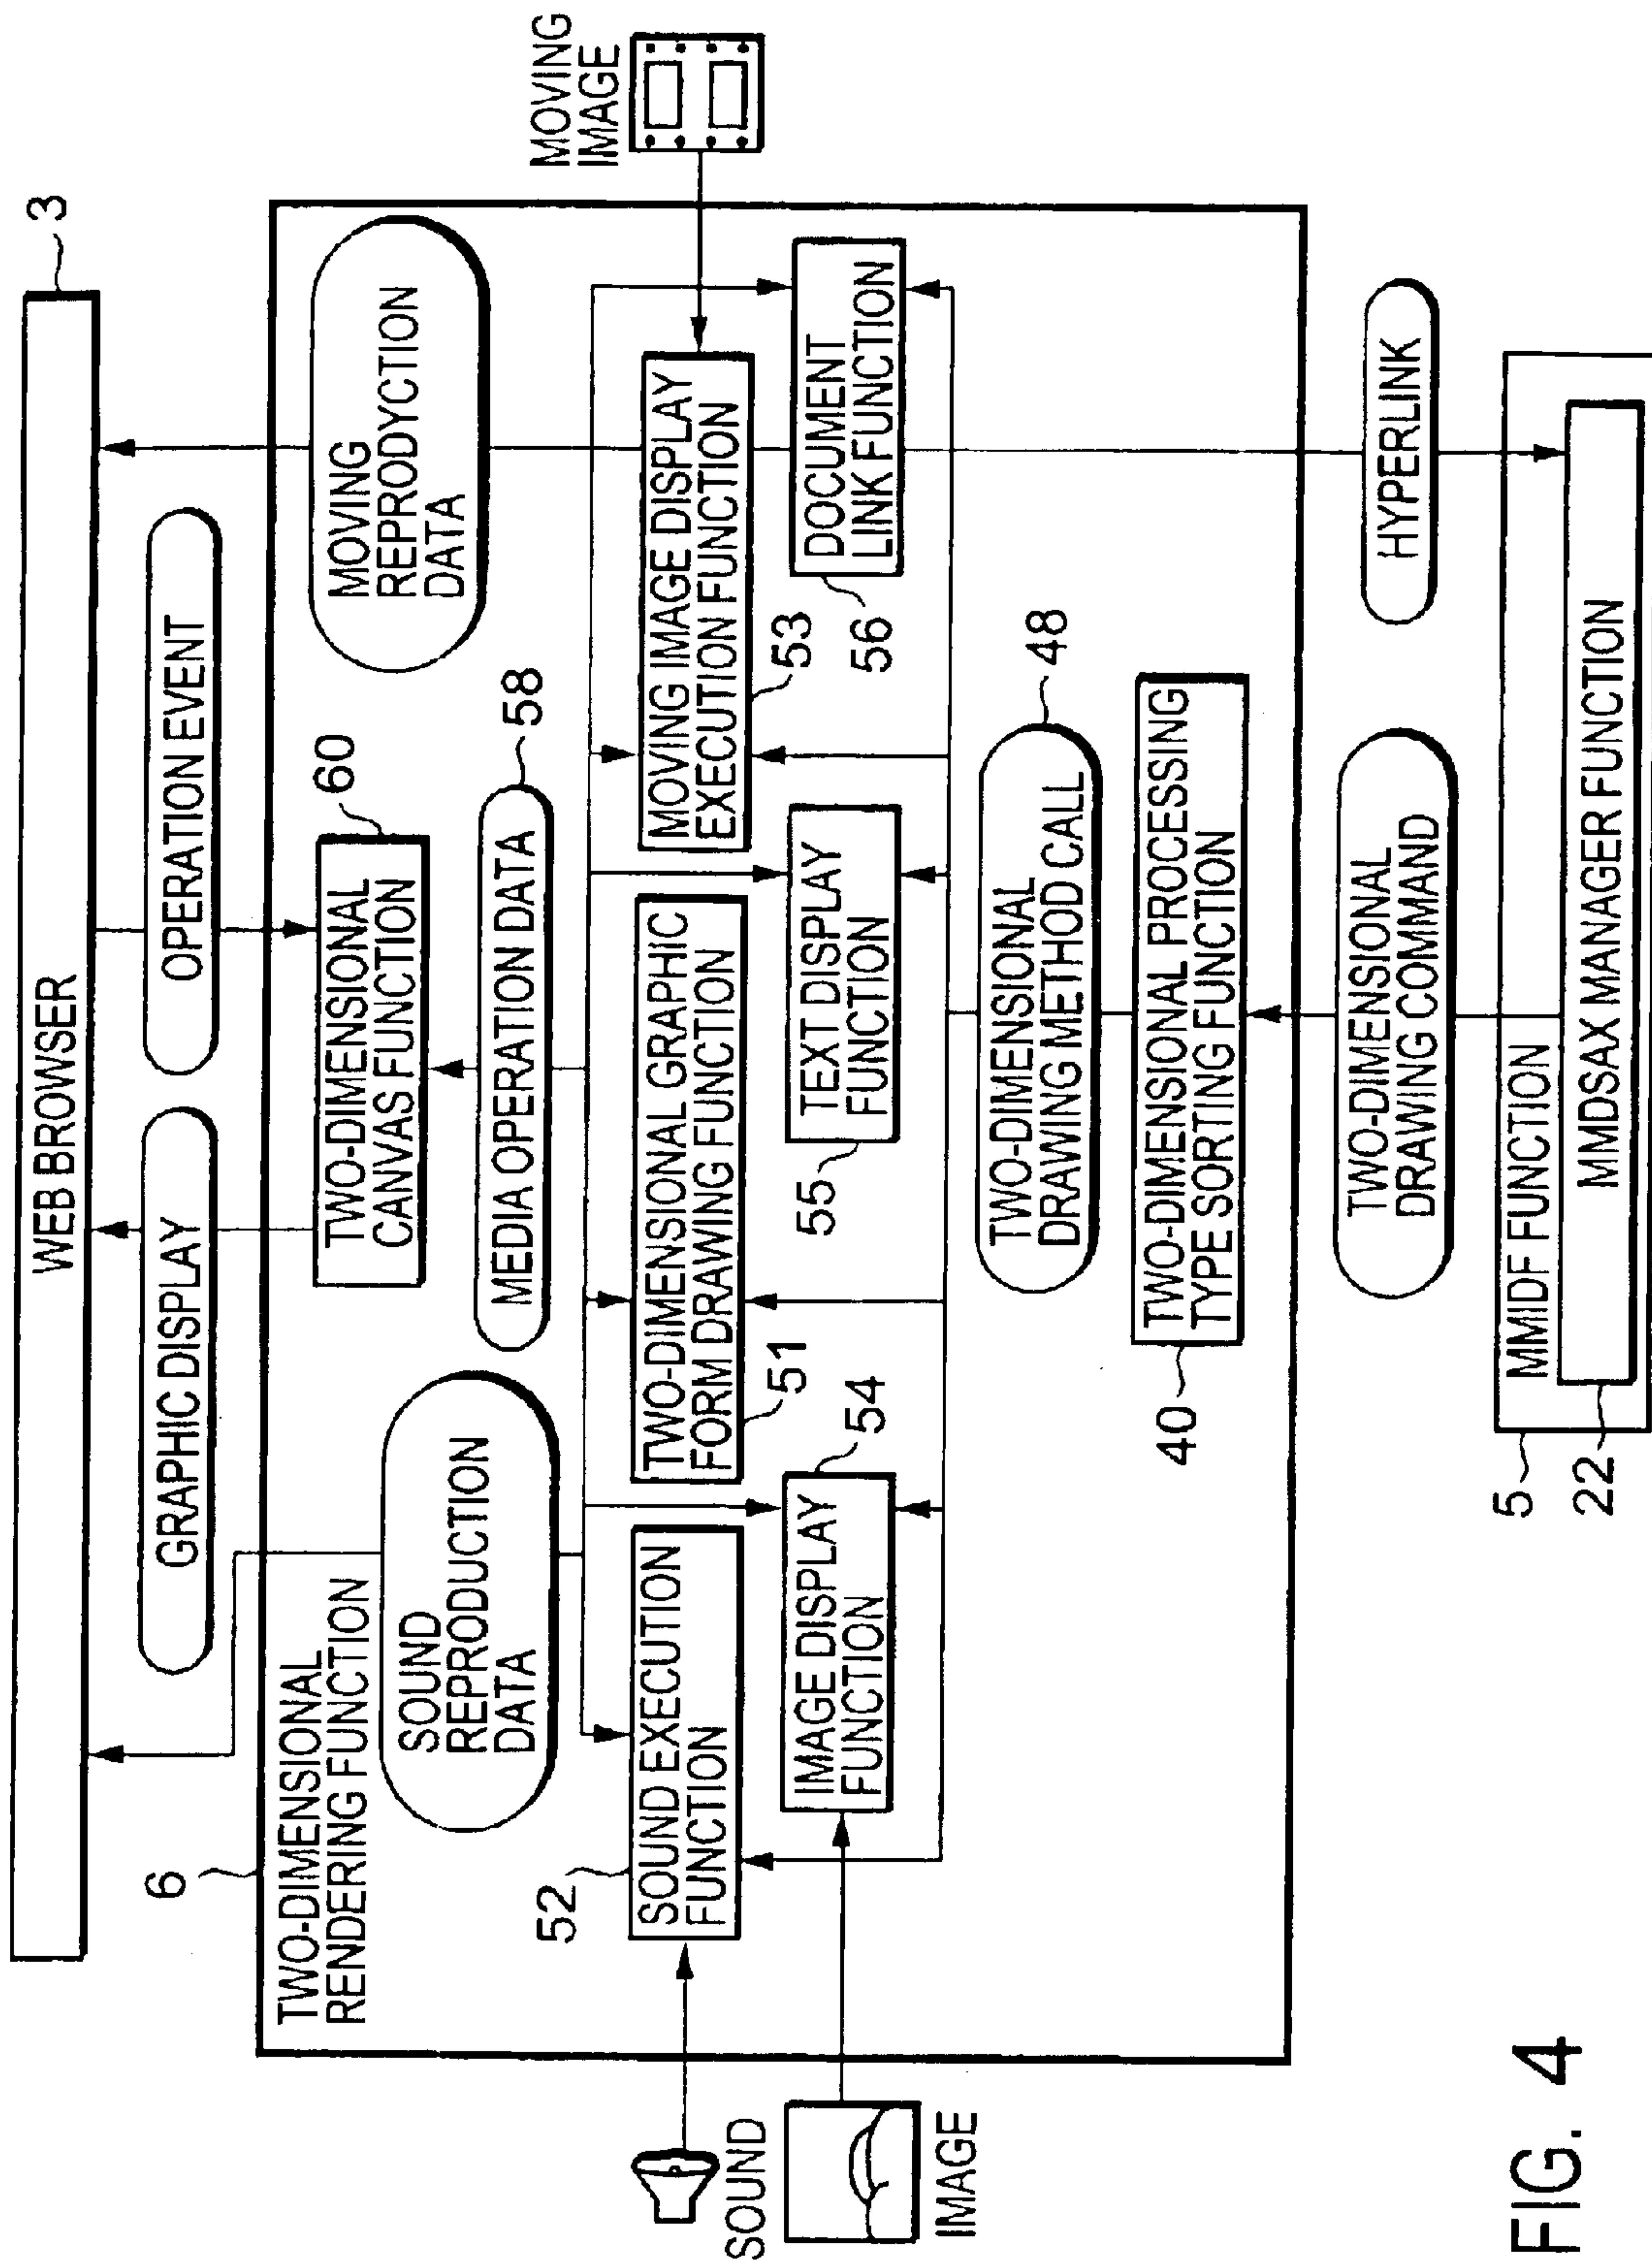 WEB BROWSER
3
GRAPHIC DISPLAY
OPERATION EVENT
6
TWO-DIMENSIONAL
RENDERING FUNCTION
SOUND
REPRODUCTION
DATA
TWO-DIMENSIONAL
CANVAS FUNCTION
60
MOVING
REPRODYCTION
DATA
MEDIA OPERATION DATA
58
MOVING
IMAGE
SOUND
52
SOUND EXECUTION
FUNCTION
TWO-DIMENSIONAL GRAPHIC
FORM DRAWING FUNCTION
51
MOVING IMAGE DISPLAY
EXECUTION FUNCTION
53
IMAGE
IMAGE DISPLAY
FUNCTION
54
TEXT DISPLAY
FUNCTION
55
DOCUMENT
LINK FUNCTION
56
TWO-DIMENSIONAL
DRAWING METHOD CALL
48
TWO-DIMENSIONAL PROCESSING
TYPE SORTING FUNCTION
40
TWO-DIMENSIONAL
DRAWING COMMAND
HYPERLINK
5
MMIDF FUNCTION
22
MMDSAX MANAGER FUNCTION
FIG. 4